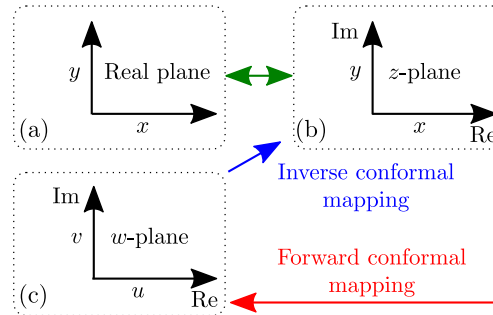 y
Real plane
x
(a)
Im
y
z-plane
x
Re
(b)
Inverse conformal
mapping
Im
v
w-plane
u
Re
(c)
Forward conformal
mapping